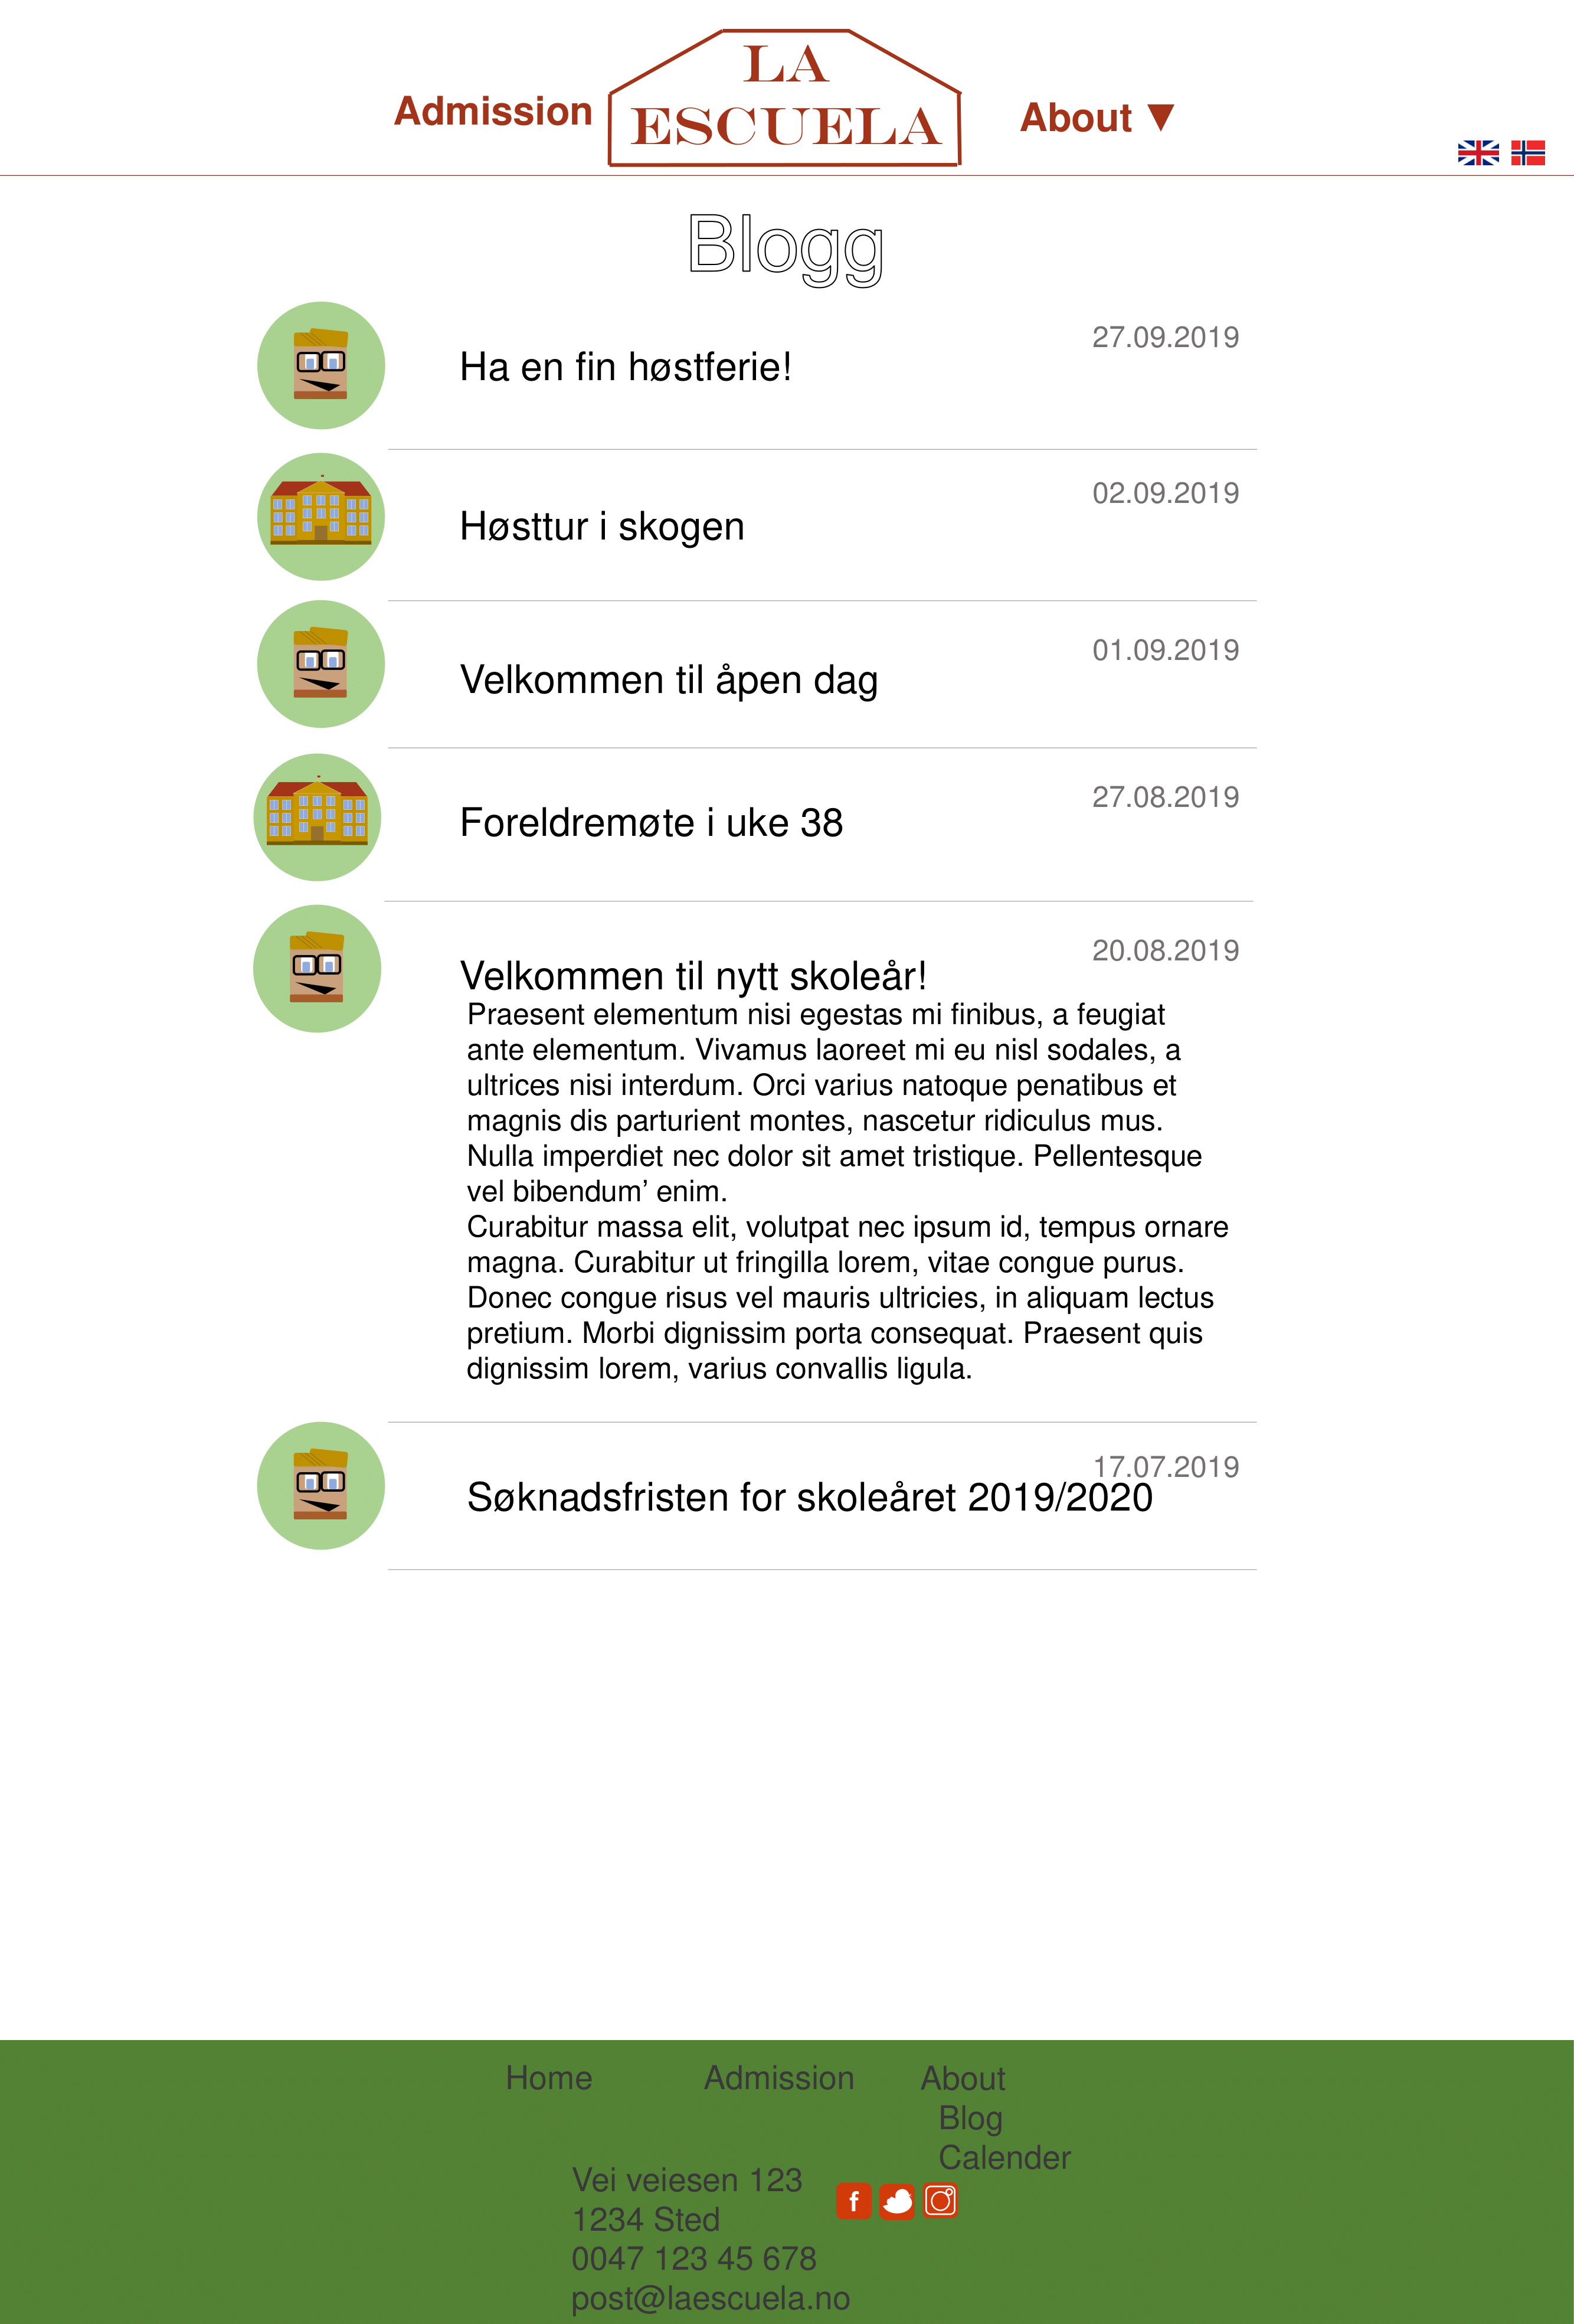 LA
ESCUELA
Admission
About ▼
Blogg
27.09.2019
Ha en fin høstferie!
02.09.2019
Høsttur i skogen
01.09.2019
Velkommen til åpen dag
27.08.2019
Foreldremøte i uke 38
20.08.2019
Velkommen til nytt skoleår!
Praesent elementum nisi egestas mi finibus, a feugiat
ante elementum. Vivamus laoreet mi eu nisl sodales, a
ultrices nisi interdum. Orci varius natoque penatibus et
magnis dis parturient montes, nascetur ridiculus mus.
Nulla imperdiet nec dolor sit amet tristique. Pellentesque
vel bibendum’ enim.
Curabitur massa elit, volutpat nec ipsum id, tempus ornare
magna. Curabitur ut fringilla lorem, vitae congue purus.
Donec congue risus vel mauris ultricies, in aliquam lectus
pretium. Morbi dignissim porta consequat. Praesent quis
dignissim lorem, varius convallis ligula.
17.07.2019
Søknadsfristen for skoleåret 2019/2020
Home
Admission
About
Blog
Calender
Vei veiesen 123
1234 Sted
0047 123 45 678
post@laescuela.no
f